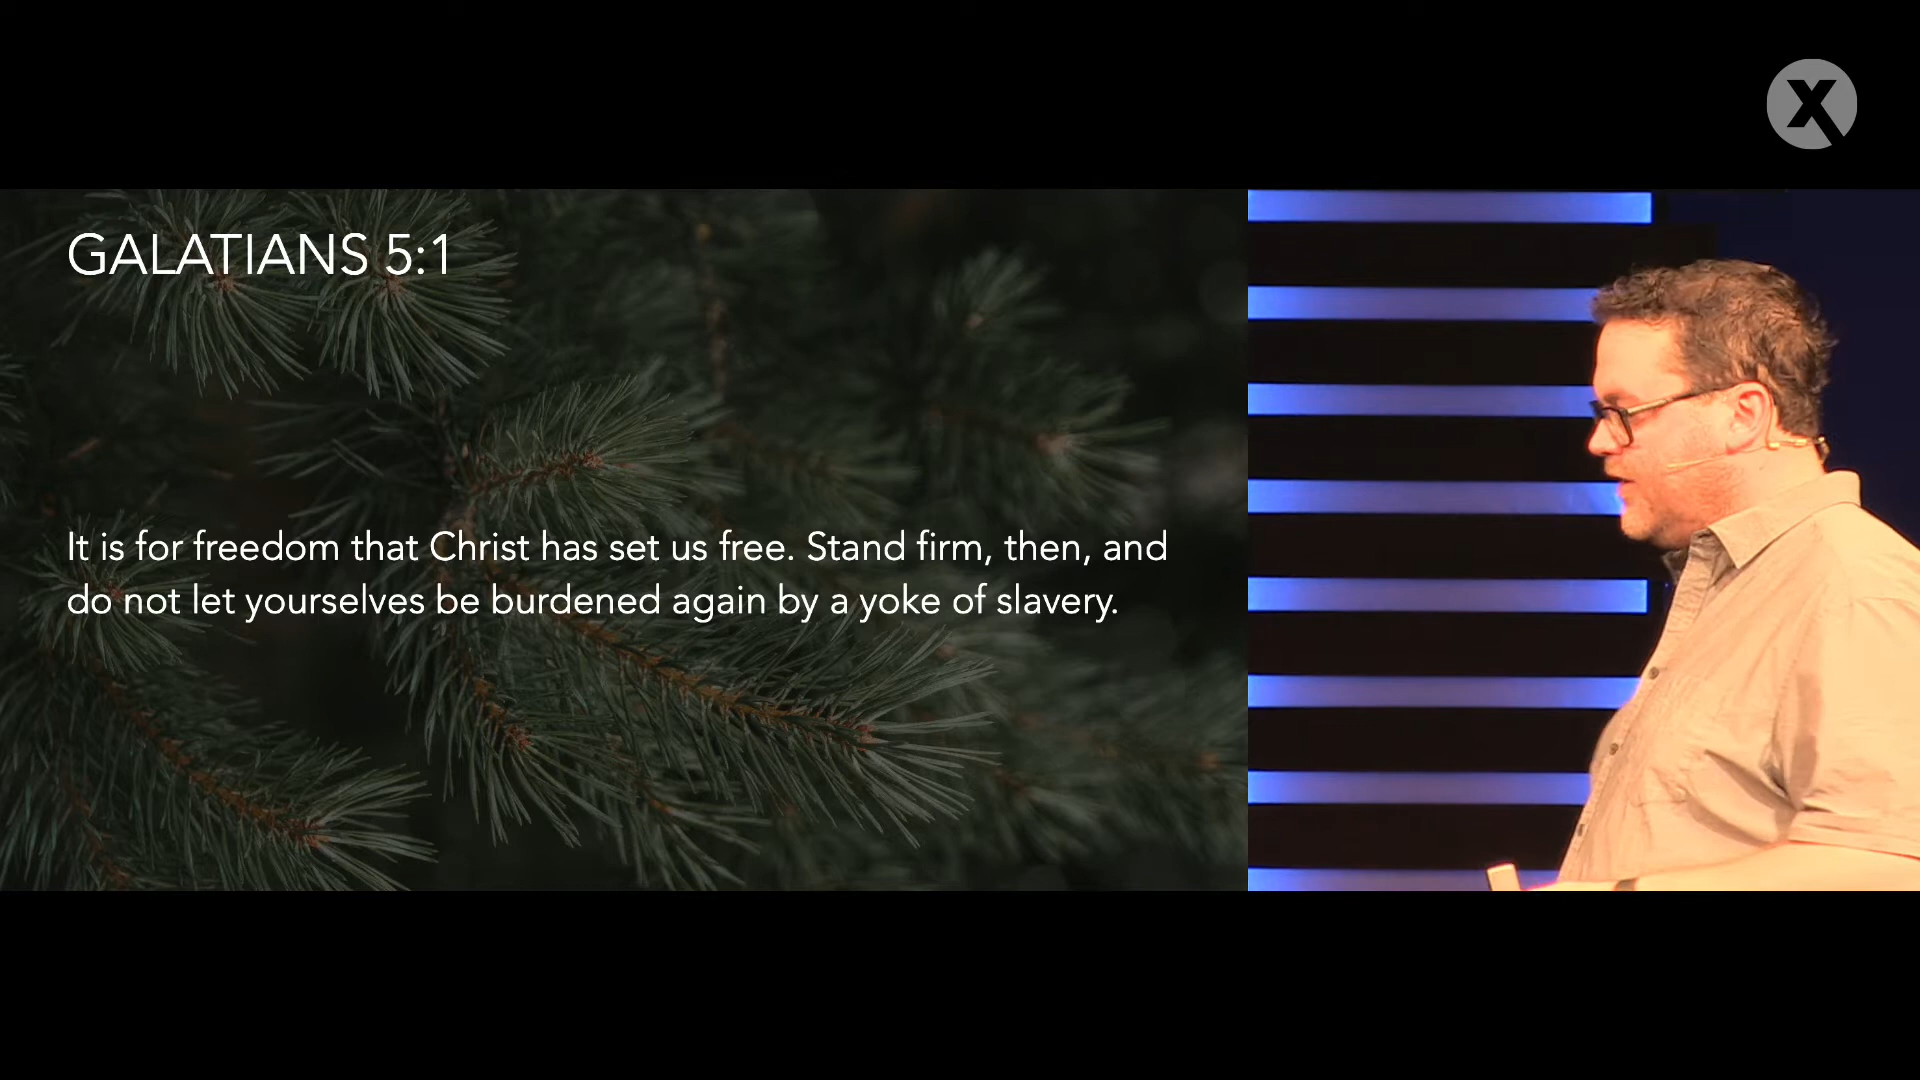 X
GALATIANS 5:1
It is for freedom that Christ has set us free. Stand firm, then, and
do not let yourselves be burdened again by a yoke of slavery.